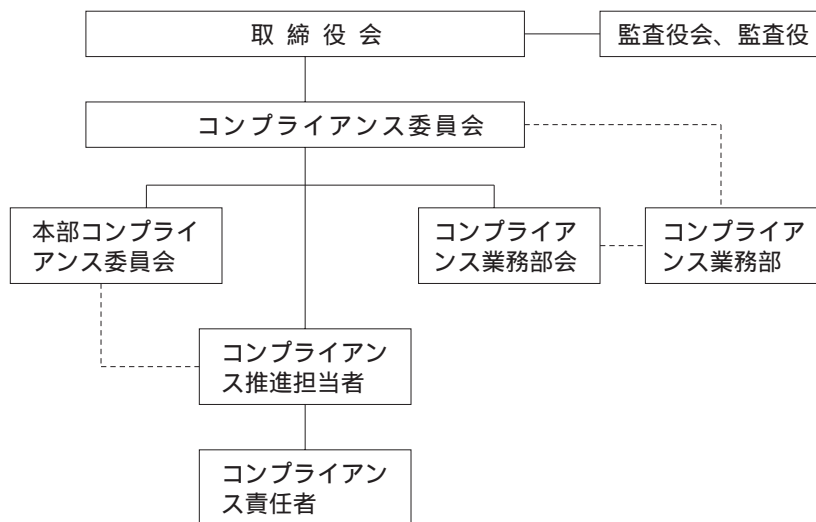 取締役会
監査役会、監査役
コンプライアンス委員会
本部コンプライ
アンス委員会
コンプライア
ンス業務部会
コンプライア
ンス業務部
コンプライアン
ス推進担当者
コンプライアン
ス責任者